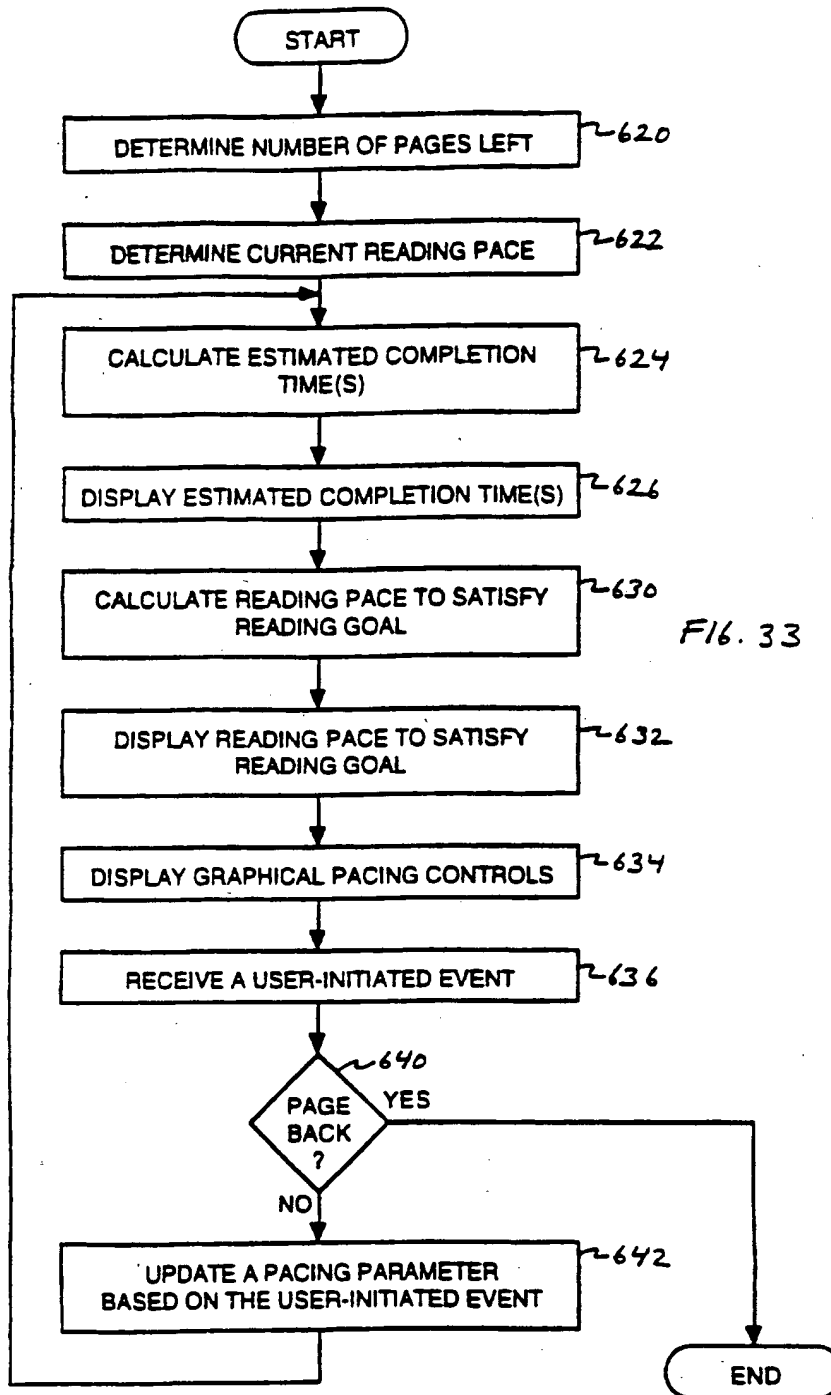 START
DETERMINE NUMBER OF PAGES LEFT
620
DETERMINE CURRENT READING PACE
622
CALCULATE ESTIMATED COMPLETION
TIME(S)
624
DISPLAY ESTIMATED COMPLETION TIME(S)
626
CALCULATE READING PACE TO SATISFY
READING GOAL
630
FIG. 33
DISPLAY READING PACE TO SATISFY
READING GOAL
632
DISPLAY GRAPHICAL PACING CONTROLS
634
RECEIVE A USER-INITIATED EVENT
636
640
PAGE
BACK
?
YES
NO
UPDATE A PACING PARAMETER
BASED ON THE USER-INITIATED EVENT
642
END